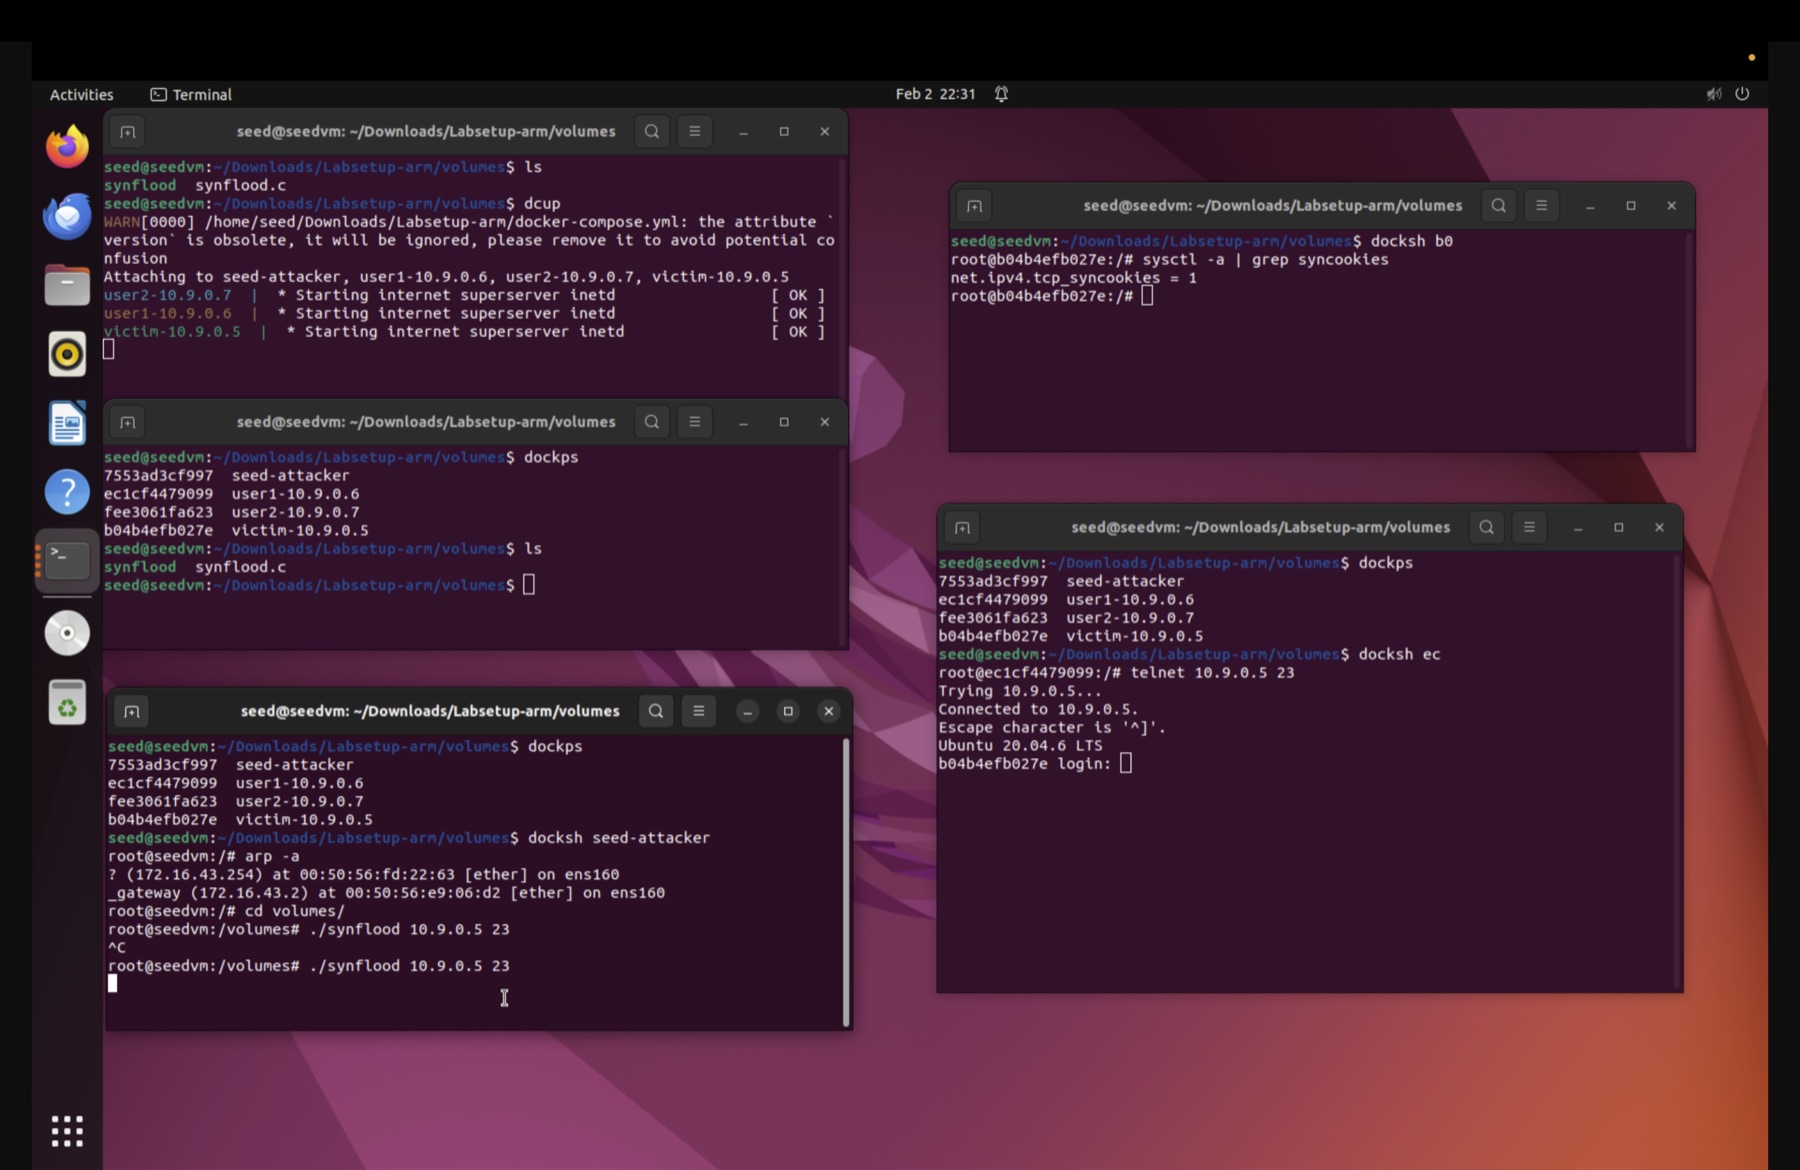 Activities
Terminal
Feb 2 22:31
seed@seedvm: ~/Downloads/Labsetup-arm/volumes
seed@seedvm:~/Downloads/Labsetup-arm/volumes$ ls
synflood  synflood.c
seed@seedvm:~/Downloads/Labsetup-arm/volumes$ dcup
WARN[0000] /home/seed/Downloads/Labsetup-arm/docker-compose.yml: the attribute `
version` is obsolete, it will be ignored, please remove it to avoid potential co
nfusion
Attaching to seed-attacker, user1-10.9.0.6, user2-10.9.0.7, victim-10.9.0.5
user2-10.9.0.7  |  * Starting internet superserver inetd                 [ OK ]
user1-10.9.0.6  |  * Starting internet superserver inetd                 [ OK ]
victim-10.9.0.5  |  * Starting internet superserver inetd                [ OK ]
seed@seedvm: ~/Downloads/Labsetup-arm/volumes
seed@seedvm:~/Downloads/Labsetup-arm/volumes$ dockps
7553ad3cf997  seed-attacker
ec1cf4479099  user1-10.9.0.6
fee3061fa623  user2-10.9.0.7
b04b4efb027e  victim-10.9.0.5
seed@seedvm:~/Downloads/Labsetup-arm/volumes$ ls
synflood  synflood.c
seed@seedvm:~/Downloads/Labsetup-arm/volumes$
seed@seedvm: ~/Downloads/Labsetup-arm/volumes
seed@seedvm:~/Downloads/Labsetup-arm/volumes$ dockps
7553ad3cf997  seed-attacker
ec1cf4479099  user1-10.9.0.6
fee3061fa623  user2-10.9.0.7
b04b4efb027e  victim-10.9.0.5
seed@seedvm:~/Downloads/Labsetup-arm/volumes$ docksh seed-attacker
root@seedvm:/# arp -a
? (172.16.43.254) at 00:50:56:fd:22:63 [ether] on ens160
_gateway (172.16.43.2) at 00:50:56:e9:06:d2 [ether] on ens160
root@seedvm:/# cd volumes/
root@seedvm:/volumes# ./synflood 10.9.0.5 23
^C
root@seedvm:/volumes# ./synflood 10.9.0.5 23
seed@seedvm: ~/Downloads/Labsetup-arm/volumes
seed@seedvm:~/Downloads/Labsetup-arm/volumes$ docksh b0
root@b04b4efb027e:/# sysctl -a | grep syncookies
net.ipv4.tcp_syncookies = 1
root@b04b4efb027e:/#
seed@seedvm: ~/Downloads/Labsetup-arm/volumes
seed@seedvm:~/Downloads/Labsetup-arm/volumes$ dockps
7553ad3cf997  seed-attacker
ec1cf4479099  user1-10.9.0.6
fee3061fa623  user2-10.9.0.7
b04b4efb027e  victim-10.9.0.5
seed@seedvm:~/Downloads/Labsetup-arm/volumes$ docksh ec
root@ec1cf4479099:/# telnet 10.9.0.5 23
Trying 10.9.0.5...
Connected to 10.9.0.5.
Escape character is '^]'.
Ubuntu 20.04.6 LTS
b04b4efb027e login: